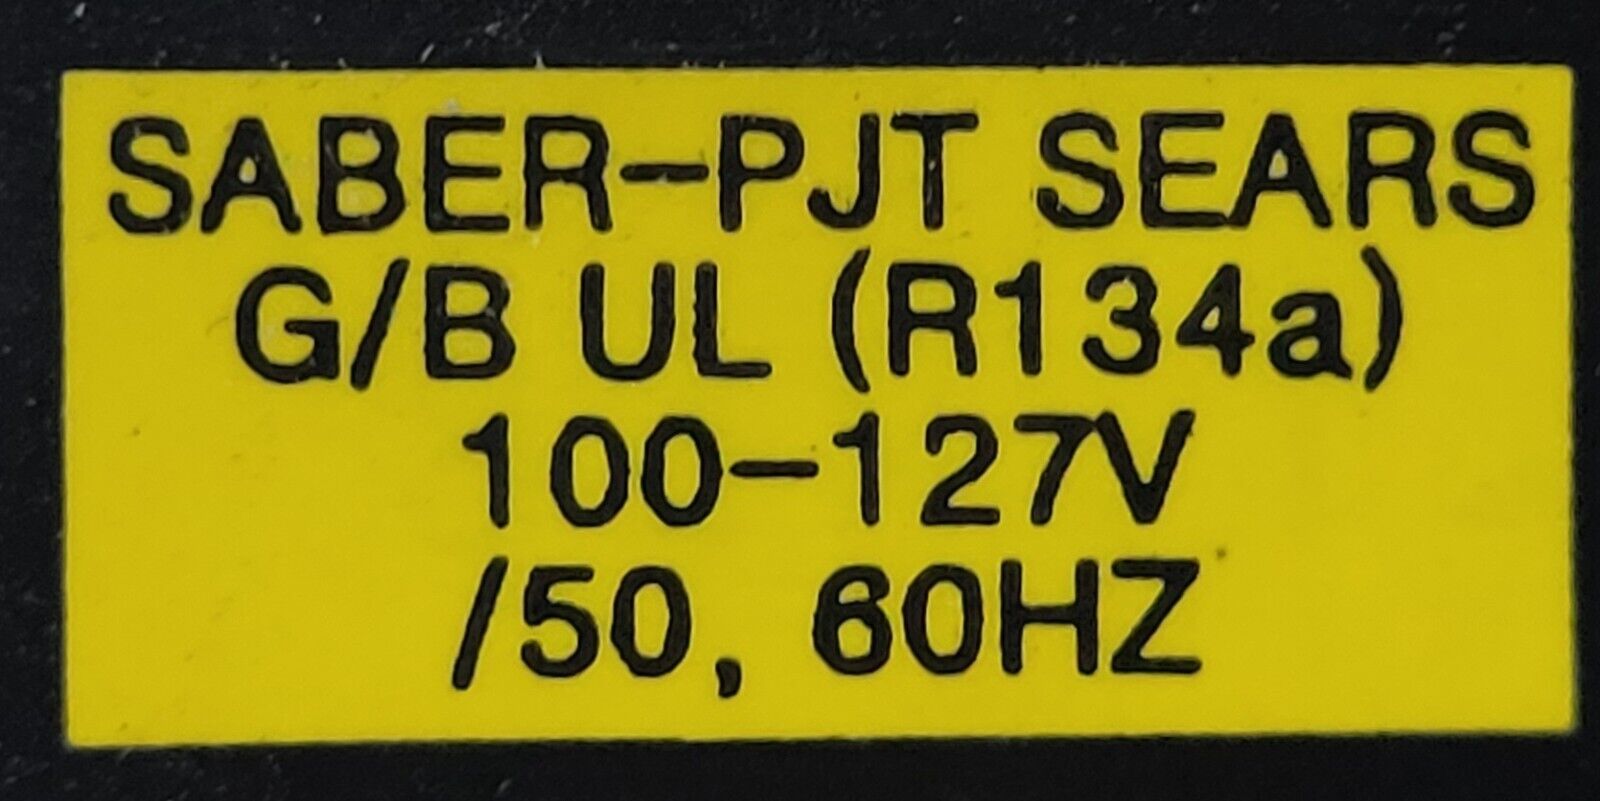 SABER-PJT SEARS
G/B UL (R134a)
100-127V
/50, 60HZ